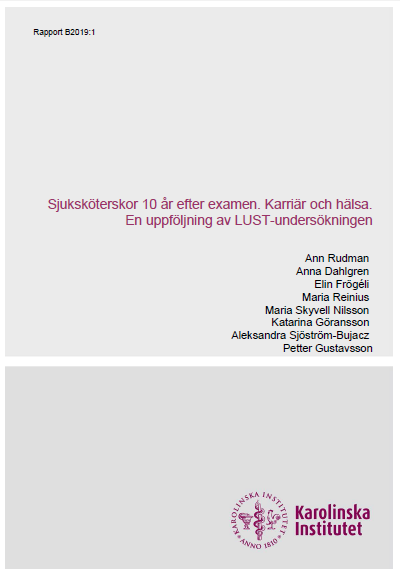 Rapport B2019:1
Sjuksköterskor 10 år efter examen. Karriär och hälsa.
En uppföljning av LUST-undersökningen
Ann Rudman
Anna Dahlgren
Elin Frögéli
Maria Reinius
Maria Skyvell Nilsson
Katarina Göransson
Aleksandra Sjöström-Bujacz
Petter Gustavsson
KAROLINSKA INSTITUTET
ANNO 1810
Karolinska
Institutet